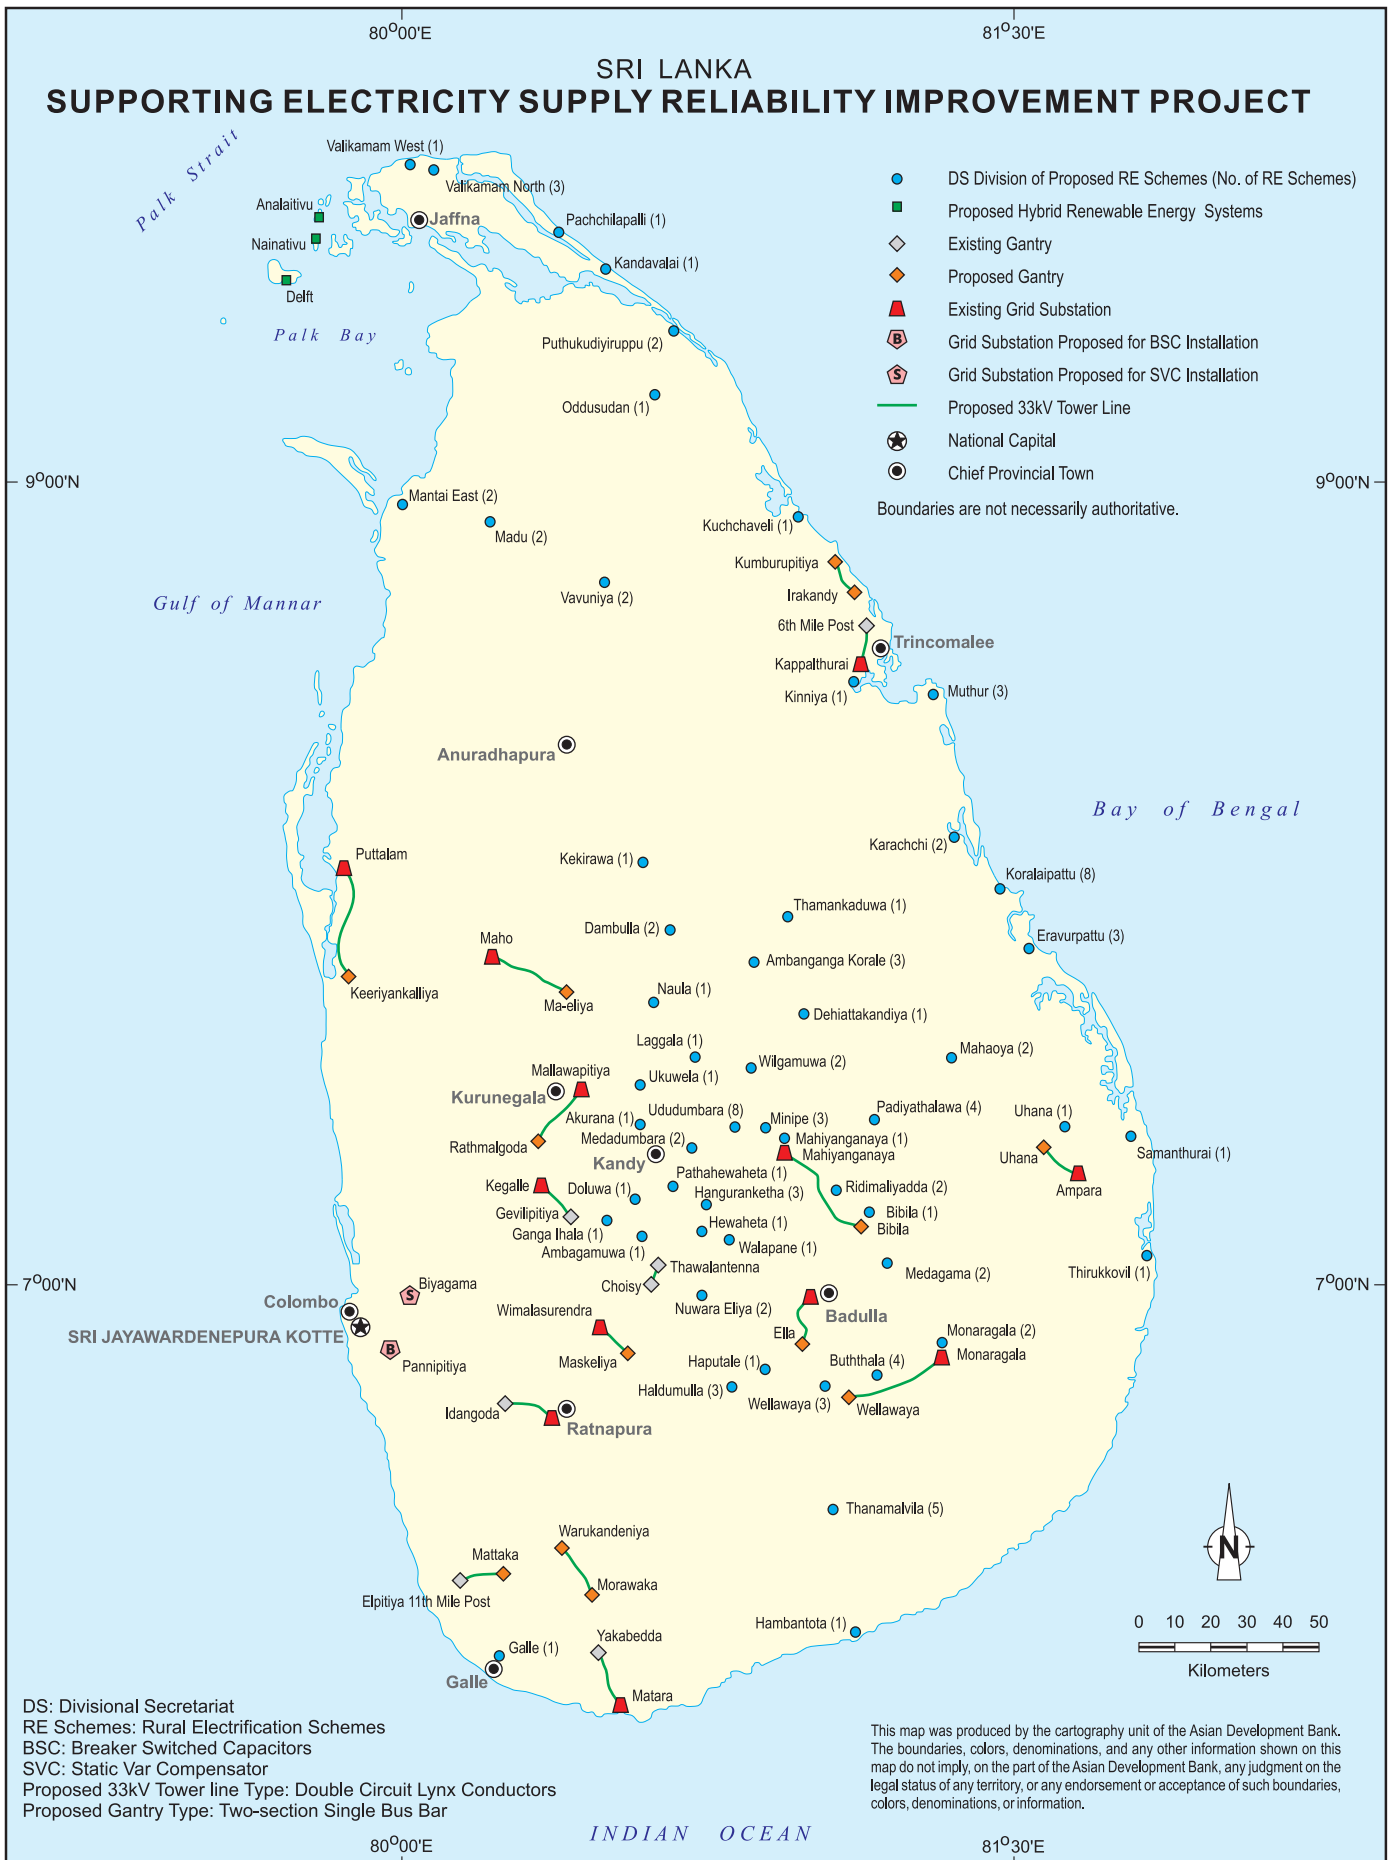 80⁰00'E
81⁰30'E
SRI LANKA
SUPPORTING ELECTRICITY SUPPLY RELIABILITY IMPROVEMENT PROJECT
Palk Strait
Valikamam West (1)
Valikamam North (3)
Analaitivu
Jaffna
Pachchilapalli (1)
Nainativu
Kandavalai (1)
Delft
Palk Bay
Puthukudiyiruppu (2)
Oddusudan (1)
DS Division of Proposed RE Schemes (No. of RE Schemes)
Proposed Hybrid Renewable Energy Systems
Existing Gantry
Proposed Gantry
Existing Grid Substation
B Grid Substation Proposed for BSC Installation
S Grid Substation Proposed for SVC Installation
Proposed 33kV Tower Line
National Capital
Chief Provincial Town
Boundaries are not necessarily authoritative.
9⁰00'N
9⁰00'N
Mantai East (2)
Madu (2)
Kuchchaveli (1)
Kumburupitiya
Vavuniya (2)
Irakandy
Gulf of Mannar
6th Mile Post
Trincomalee
Kappalthurai
Kinniya (1)
Muthur (3)
Anuradhapura
Bay of Bengal
Karachchi (2)
Puttalam
Kekirawa (1)
Koralaipattu (8)
Thamankaduwa (1)
Dambulla (2)
Eravurpattu (3)
Maho
Ambanganga Korale (3)
Keeriyankalliya
Ma-eliya
Naula (1)
Dehiattakandiya (1)
Laggala (1)
Mahaoya (2)
Wilgamuwa (2)
Mallawapitiya
Ukuwela (1)
Kurunegala
Akurana (1)
Ududumbara (8)
Minipe (3)
Padiyathalawa (4)
Uhana (1)
Rathmalgoda
Medadumbara (2)
Mahiyanganaya (1)
Mahiyanganaya
Samanthurai (1)
Kandy
Uhana
Pathahewaheta (1)
Kegalle
Doluwa (1)
Hanguranketha (3)
Ridimaliyadda (2)
Ampara
Gevilipitiya
Bibila (1)
Ganga Ihala (1)
Hewaheta (1)
Bibila
Ambagamuwa (1)
Walapane (1)
Thawalantenna
Medagama (2)
Thirukkovil (1)
7⁰00'N
7⁰00'N
Choisy
Biyagama
S
Nuwara Eliya (2)
Colombo
Wimalasurendra
Badulla
SRI JAYAWARDENEPURA KOTTE
Ella
Monaragala (2)
B
Monaragala
Pannipitiya
Maskeliya
Haputale (1)
Buththala (4)
Haldumulla (3)
Wellawaya (3)
Wellawaya
Idangoda
Ratnapura
Thanamalvila (5)
Warukandeniya
Mattaka
N
Elpitiya 11th Mile Post
Morawaka
Hambantota (1)
Yakabedda
Galle (1)
0 10 20 30 40 50
Kilometers
Galle
Matara
DS: Divisional Secretariat
RE Schemes: Rural Electrification Schemes
BSC: Breaker Switched Capacitors
SVC: Static Var Compensator
Proposed 33kV Tower line Type: Double Circuit Lynx Conductors
Proposed Gantry Type: Two-section Single Bus Bar
This map was produced by the cartography unit of the Asian Development Bank.
The boundaries, colors, denominations, and any other information shown on this
map do not imply, on the part of the Asian Development Bank, any judgment on the
legal status of any territory, or any endorsement or acceptance of such boundaries,
colors, denominations, or information.
INDIAN OCEAN
80⁰00'E
81⁰30'E